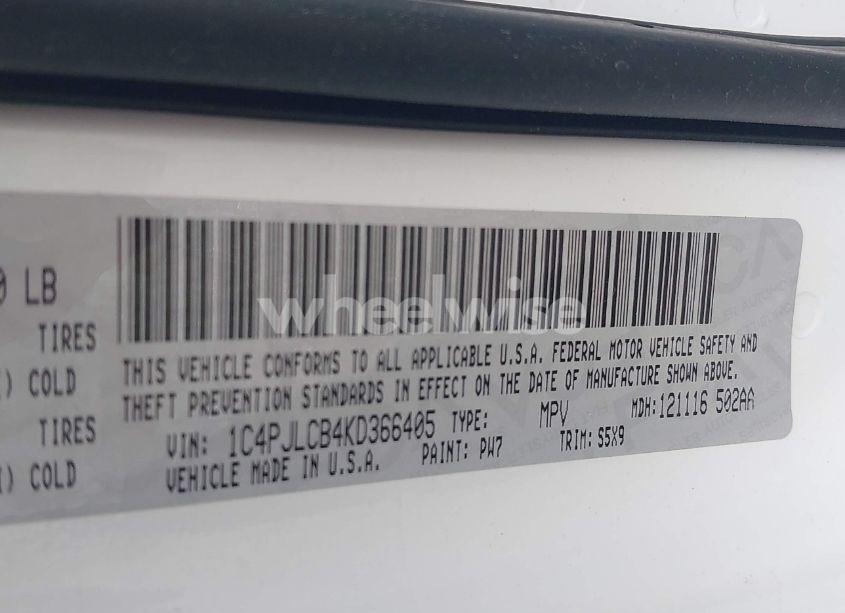 0 LB
TIRES
) COLD
TIRES
) COLD
wheelwise
THIS VEHICLE CONFORMS TO ALL APPLICABLE U.S.A. FEDERAL MOTOR VEHICLE SAFETY AND
THEFT PREVENTION STANDARDS IN EFFECT ON THE DATE OF MANUFACTURE SHOWN ABOVE.
VIN: 1C4PJLCB4KD366405 TYPE: MPV MDH:121116 502AA
VEHICLE MADE IN U.S.A. PAINT: PW7 TRIM: S5X9